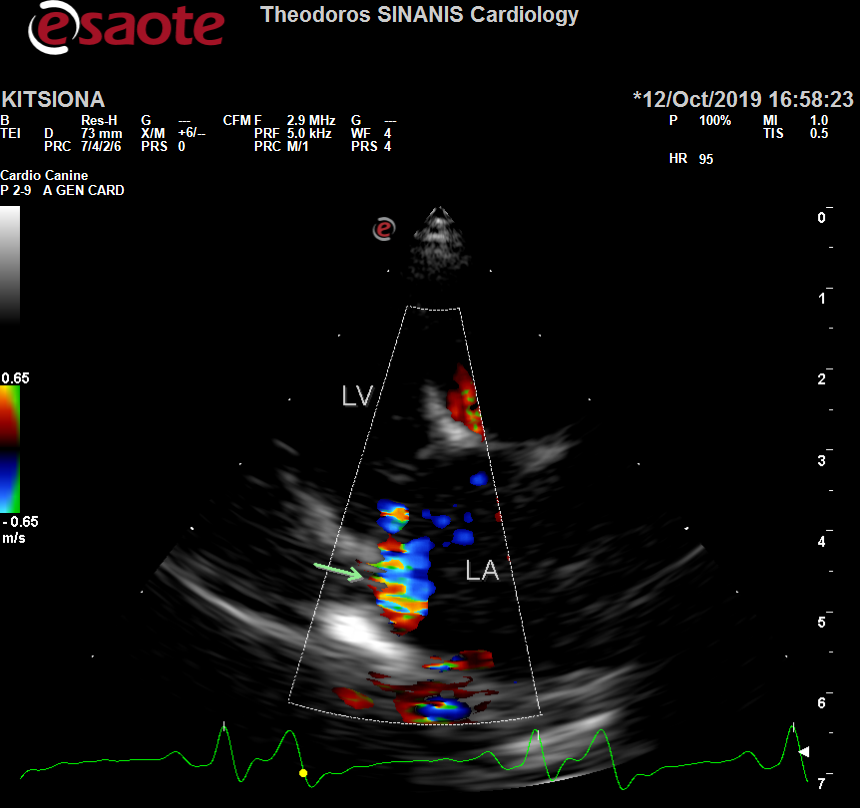 esaote
Theodoros SINANIS Cardiology
KITSIONA
*12/Oct/2019 16:58:23
B Res-H G --- CFM F 2.9 MHz G --- P 100% MI 1.0
TEI D 73 mm X/M +6/-- PRF 5.0 kHz WF 4 TIS 0.5
PRC 7/4/2/6 PRS 0 PRC M/1 PRS 4
HR 95
Cardio Canine
P 2-9 A GEN CARD
e
0
1
0.65
2
LV
3
-0.65
m/s
4
LA
5
6
7